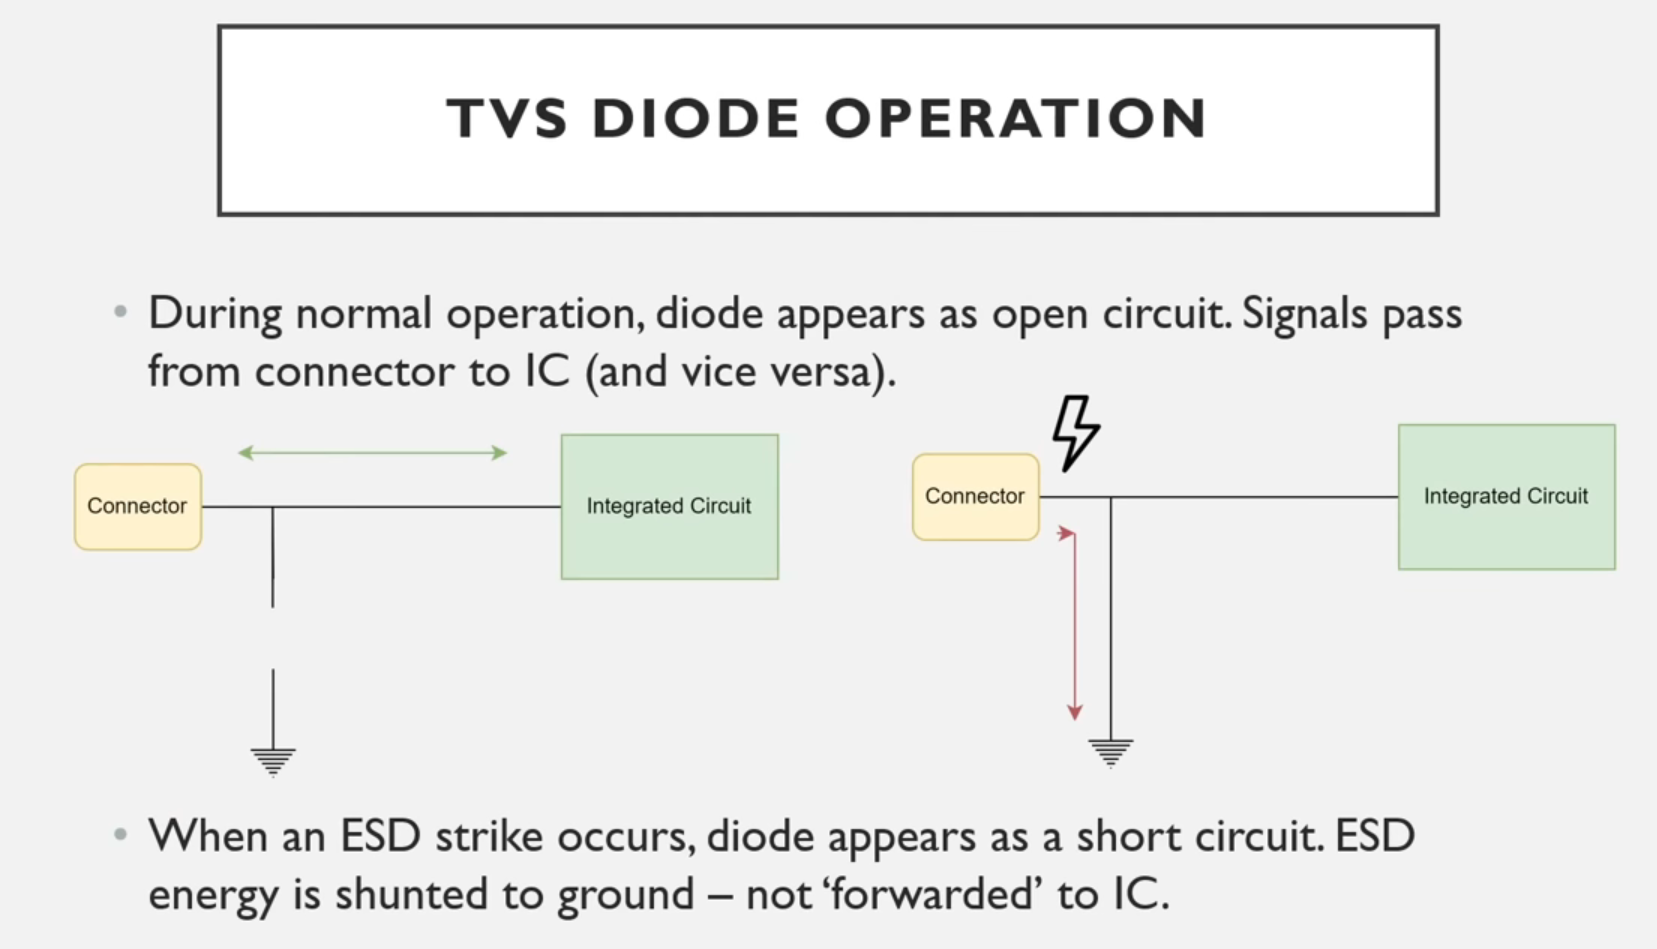 TVS DIODE OPERATION
• During normal operation, diode appears as open circuit. Signals pass
from connector to IC (and vice versa).
Connector
Integrated Circuit
Connector
Integrated Circuit
• When an ESD strike occurs, diode appears as a short circuit. ESD
energy is shunted to ground – not ‘forwarded’ to IC.